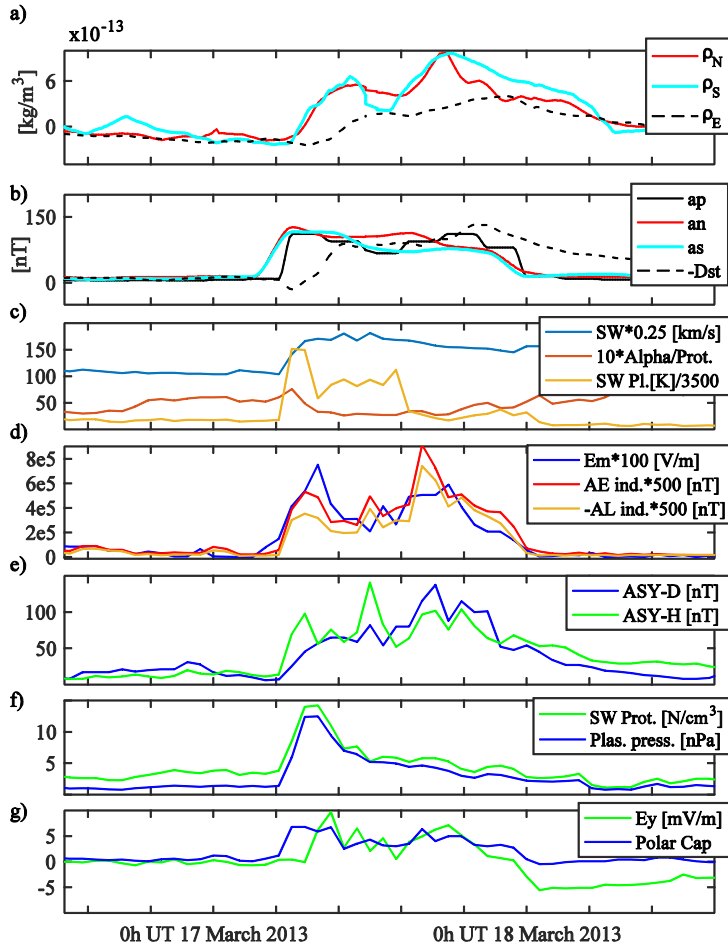 a)
x10⁻¹³
[kg/m³]
6
0
ρN
ρS
ρE
b)
[nT]
150
0
ap
an
as
-Dst
c)
150
100
50
SW*0.25 [km/s]
10*Alpha/Prot.
SW Pl.[K]/3500
d)
8e5
6e5
4e5
2e5
0
Em*100 [V/m]
AE ind.*500 [nT]
-AL ind.*500 [nT]
e)
100
50
ASY-D [nT]
ASY-H [nT]
f)
10
5
SW Prot. [N/cm³]
Plas. press. [nPa]
g)
5
0
-5
Ey [mV/m]
Polar Cap
0h UT 17 March 2013 0h UT 18 March 2013